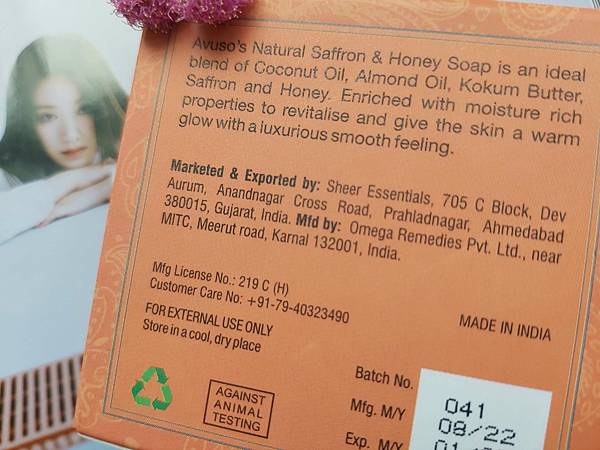 Avuso's Natural Saffron & Honey Soap is an ideal
blend of Coconut Oil, Almond Oil, Kokum Butter,
Saffron and Honey. Enriched with moisture rich
properties to revitalise and give the skin a warm
glow with a luxurious smooth feeling.
Marketed & Exported by: Sheer Essentials, 705 C Block, Dev
Aurum, Anandnagar Cross Road, Prahladnagar, Ahmedabad
380015, Gujarat, India. Mfd by: Omega Remedies Pvt. Ltd., near
MITC, Meerut road, Karnal 132001, India.
Mfg License No.: 219 C (H)
Customer Care No: +91-79-40323490
FOR EXTERNAL USE ONLY
Store in a cool, dry place
MADE IN INDIA
AGAINST
ANIMAL
TESTING
Batch No. 041
Mfg. M/Y 08/22
Exp. M/Y